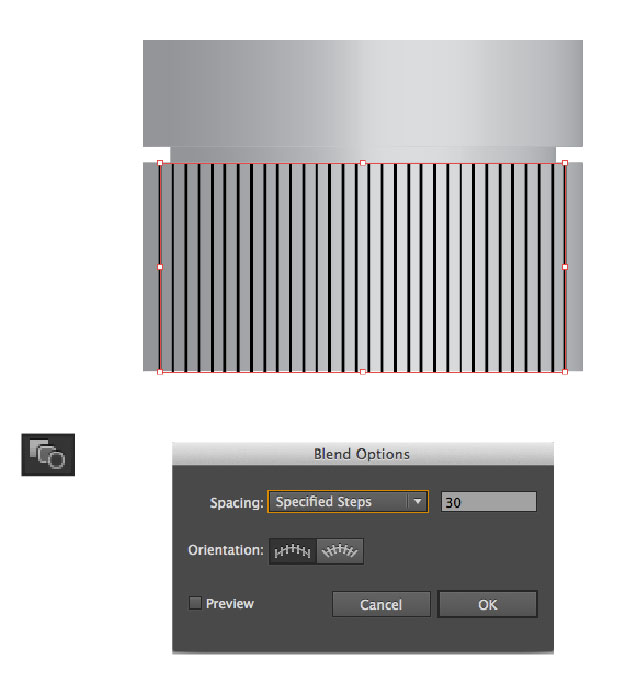 Blend Options
Spacing: Specified Steps 30
Orientation:
Preview
Cancel OK